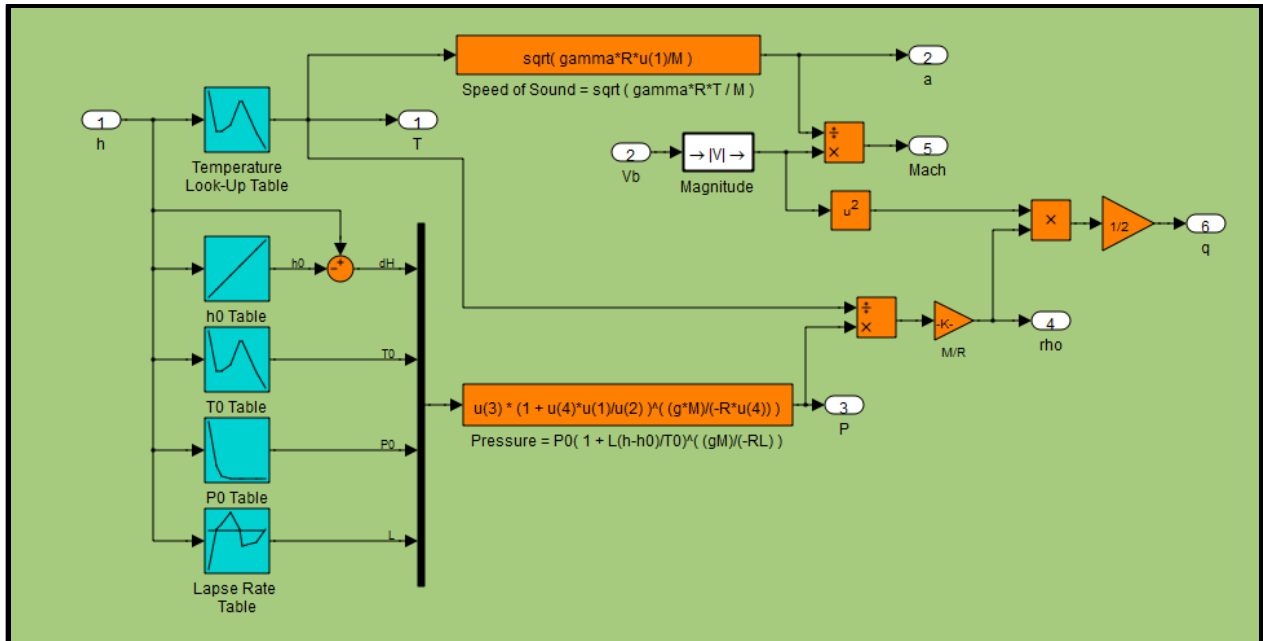 sqrt( gamma*R*u(1)/M )
Speed of Sound = sqrt ( gamma*R*T / M )
2
a
1
h
Temperature
Look-Up Table
1
T
2
Vb
→ |V| →
Magnitude
÷
×
5
Mach
u²
×
1/2
6
q
h0
- +
dH
h0 Table
÷
×
-K-
M/R
4
rho
T0
T0 Table
u(3) * (1 + u(4)*u(1)/u(2) )^( (g*M)/(-R*u(4)) )
Pressure = P0( 1 + L(h-h0)/T0)^( (gM)/(-RL) )
3
P
P0
P0 Table
L
Lapse Rate
Table